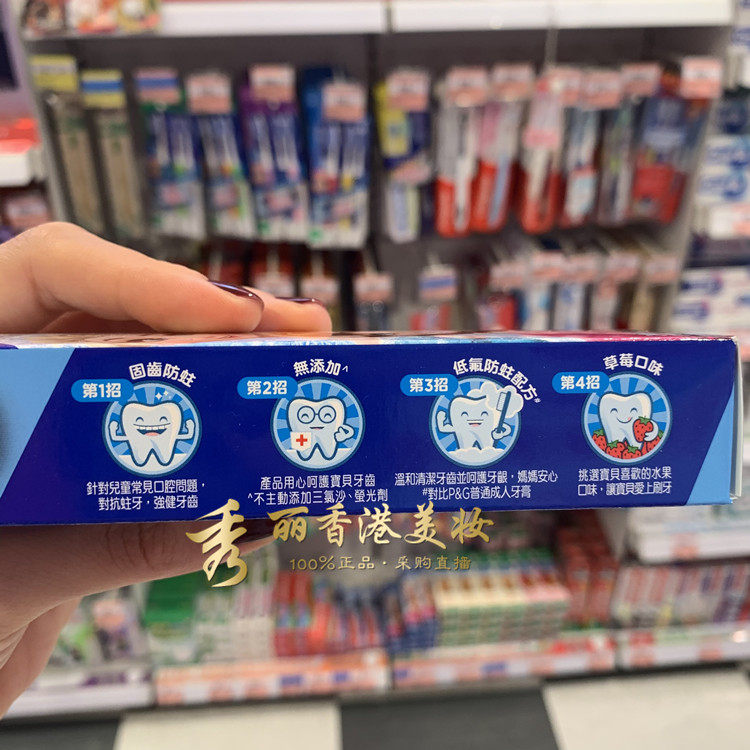 固齒防蛀
第1招
針對兒童常見口腔問題,
對抗蛀牙，強健牙齒
無添加^
第2招
產品用心呵護寶貝牙齒
^不主動添加三氯沙、螢光劑
低氟防蛀配方#
第3招
溫和清潔牙齒並呵護牙齦，媽媽安心
#對比P&G普通成人牙膏
草莓口味
第4招
挑選寶貝喜歡的水果
口味，讓寶貝愛上刷牙
秀丽香港美妆
100%正品·采购直播